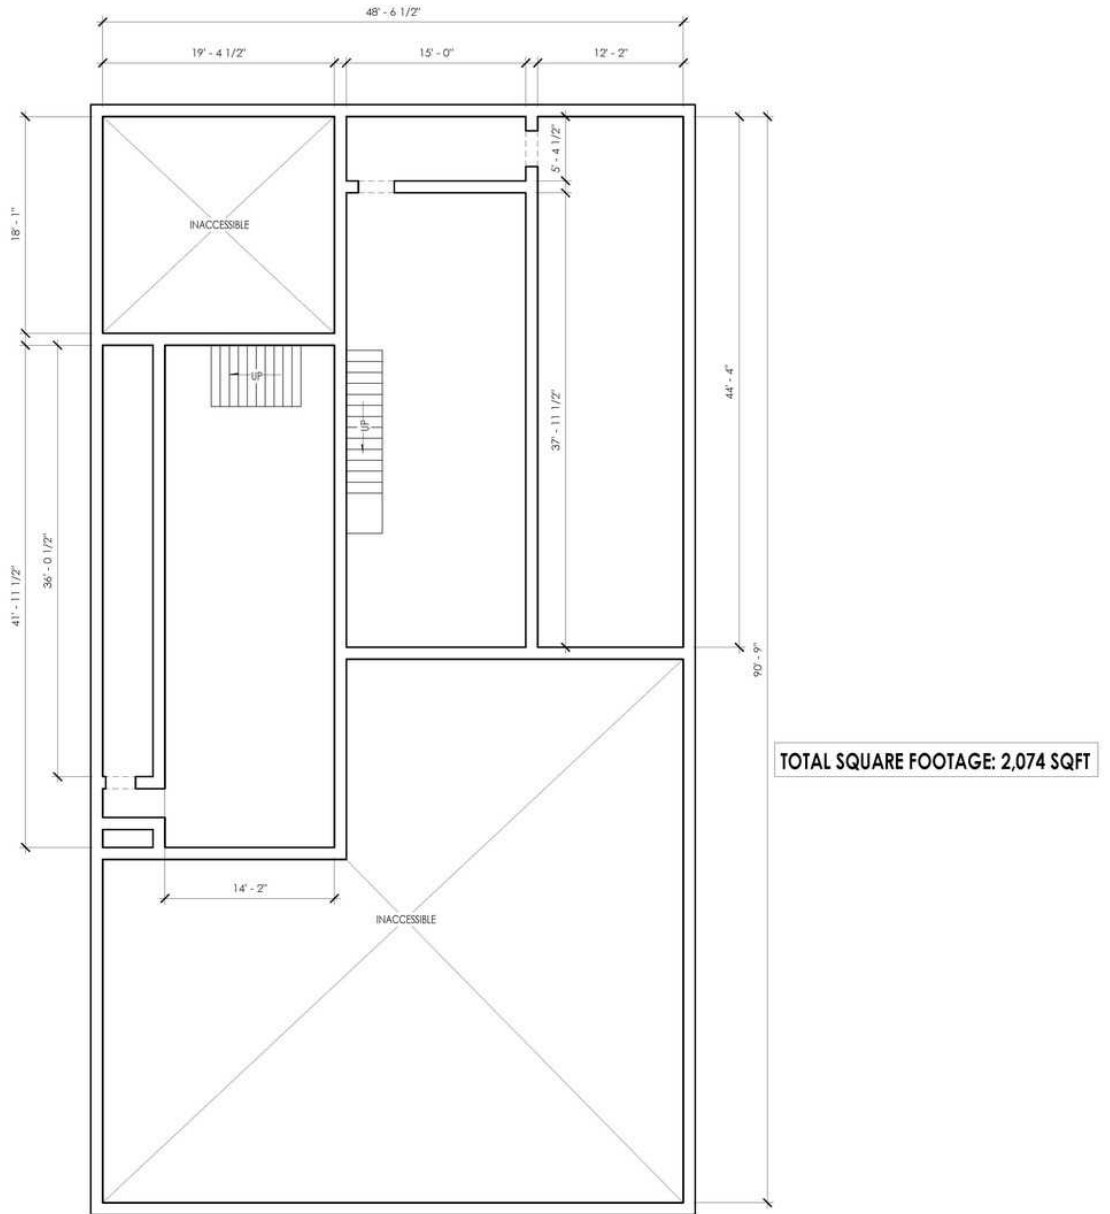 48' - 6 1/2"
19' - 4 1/2"
15' - 0"
12' - 2"
5' - 4 1/2"
18' - 1"
INACCESSIBLE
UP
UP
44' - 4"
37' - 11 1/2"
36' - 0 1/2"
41' - 11 1/2"
90' - 9"
TOTAL SQUARE FOOTAGE: 2,074 SQFT
14' - 2"
INACCESSIBLE